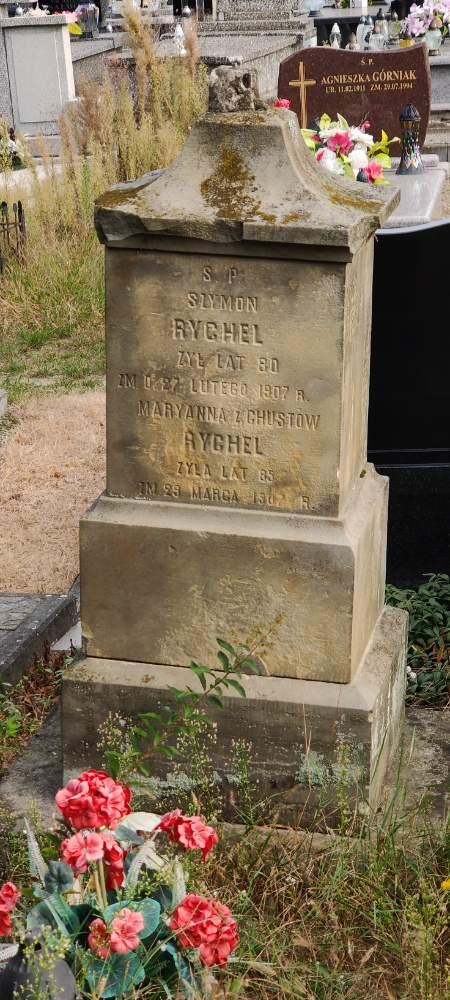 Ś. P.
AGNIESZKA GÓRNIAK
UR. 11.02.1911 ZM. 29.07.1994
S P
SZYMON
RYCHEL
ŻYŁ LAT 80
ZM D. 27 LUTEGO 1907 R.
MARYANNA z CHUSTÓW
RYCHEL
ŻYŁA LAT 85
ZM 25 MARCA R.